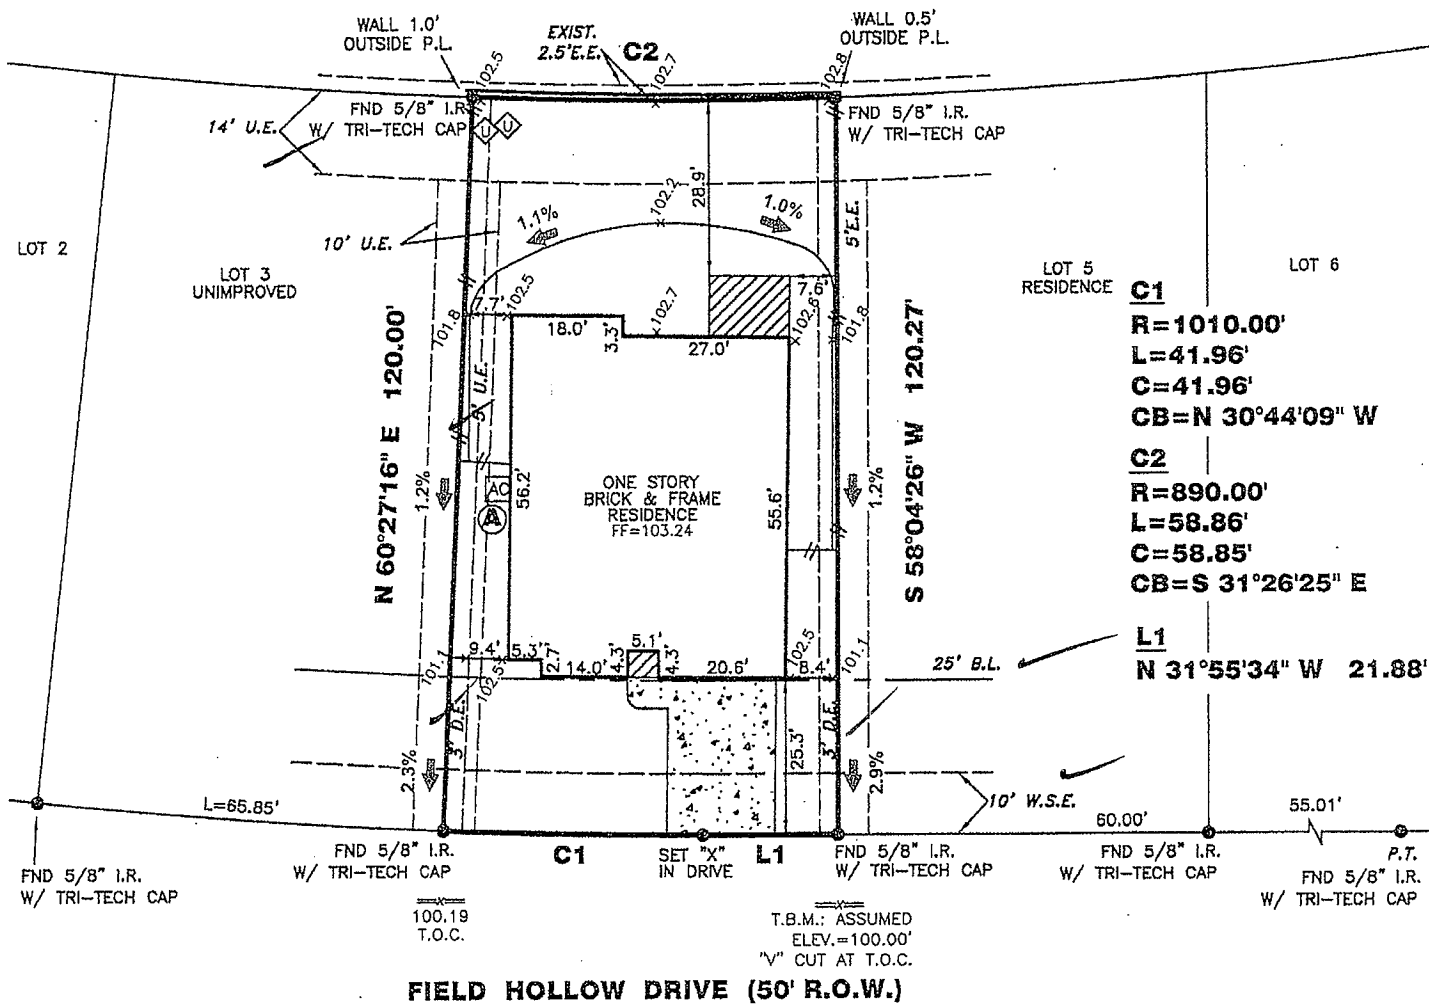 WALL 1.0'
OUTSIDE P.L.
EXIST.
2.5'E.E.
C2
WALL 0.5'
OUTSIDE P.L.
102.5
102.7
102.8
14' U.E.
FND 5/8" I.R.
W/ TRI-TECH CAP
U
U
FND 5/8" I.R.
W/ TRI-TECH CAP
28.9'
102.2
1.1%
1.0%
5'E.E.
10' U.E.
LOT 2
LOT 3
UNIMPROVED
LOT 5
RESIDENCE
LOT 6
7.7'
102.5
18.0'
3.3'
102.7
27.0'
7.6'
102.6
101.8
101.8
N 60°27'16" E 120.00'
S 58°04'26" W 120.27'
C1
R=1010.00'
L=41.96'
C=41.96'
CB=N 30°44'09" W
C2
R=890.00'
L=58.86'
C=58.85'
CB=S 31°26'25" E
L1
N 31°55'34" W 21.88'
5' U.E.
1.2%
AC
A
56.2'
ONE STORY
BRICK & FRAME
RESIDENCE
FF=103.24
55.6'
1.2%
101.1
9.4'
102.5
5.3'
2.7'
14.0'
4.3'
5.1'
4.3'
20.6'
102.5
8.4'
101.1
25' B.L.
3' D.E.
25.3'
3' D.E.
2.3%
2.9%
10' W.S.E.
L=65.85'
60.00'
55.01'
FND 5/8" I.R.
W/ TRI-TECH CAP
FND 5/8" I.R.
W/ TRI-TECH CAP
C1
SET "X"
IN DRIVE
L1
FND 5/8" I.R.
W/ TRI-TECH CAP
FND 5/8" I.R.
W/ TRI-TECH CAP
P.T.
FND 5/8" I.R.
W/ TRI-TECH CAP
100.19
T.O.C.
T.B.M.: ASSUMED
ELEV.=100.00'
"V" CUT AT T.O.C.
FIELD HOLLOW DRIVE (50' R.O.W.)